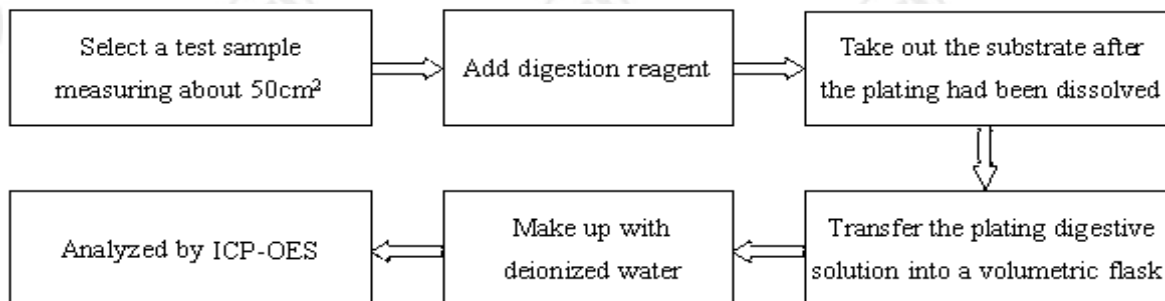 Select a test sample
measuring about 50cm²
Add digestion reagent
Take out the substrate after
the plating had been dissolved
Transfer the plating digestive
solution into a volumetric flask
Make up with
deionized water
Analyzed by ICP-OES